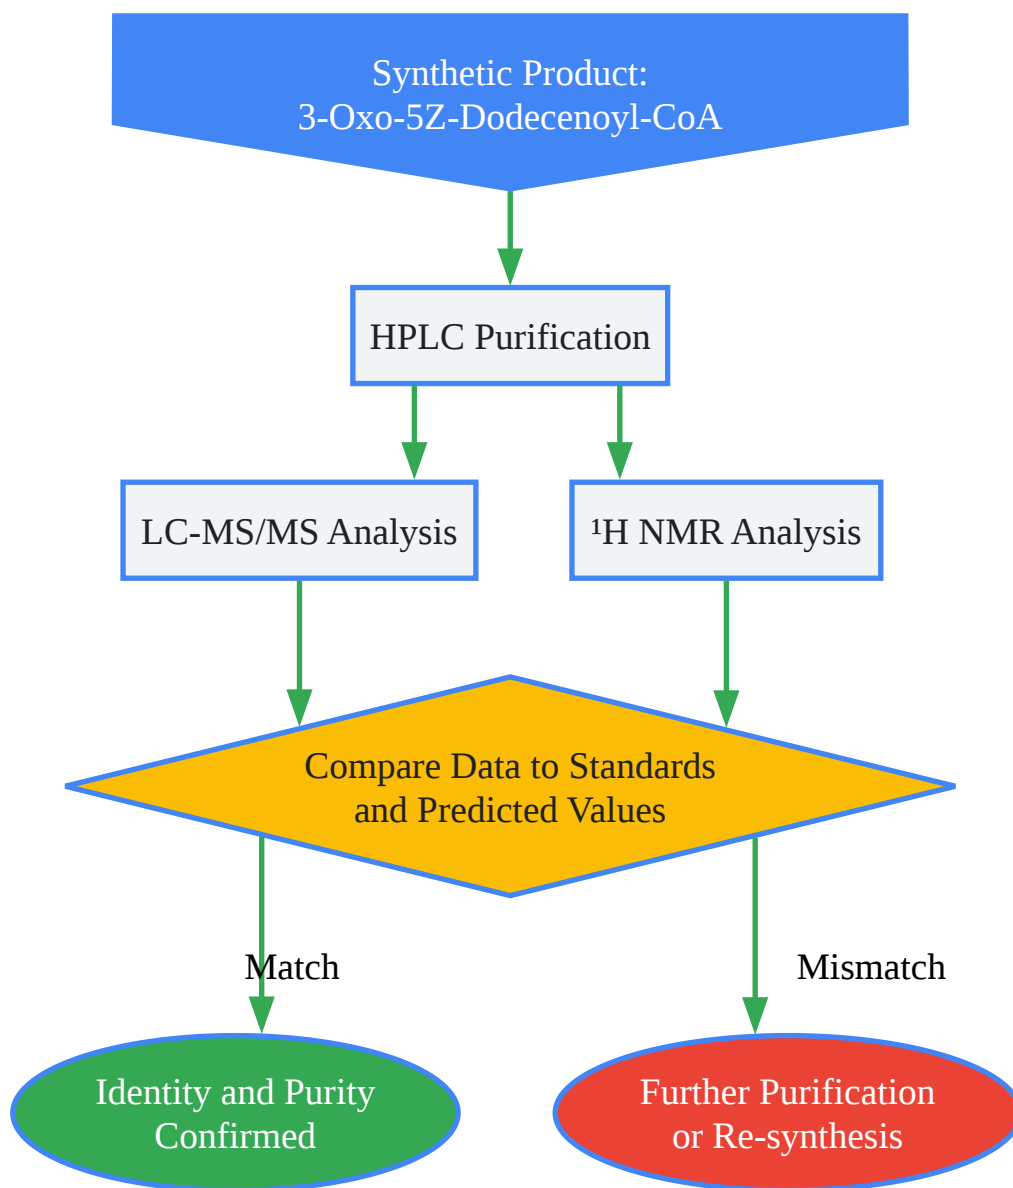 Synthetic Product:
3-Oxo-5Z-Dodecenoyl-CoA
HPLC Purification
LC-MS/MS Analysis
¹H NMR Analysis
Compare Data to Standards
and Predicted Values
Match
Mismatch
Identity and Purity
Confirmed
Further Purification
or Re-synthesis